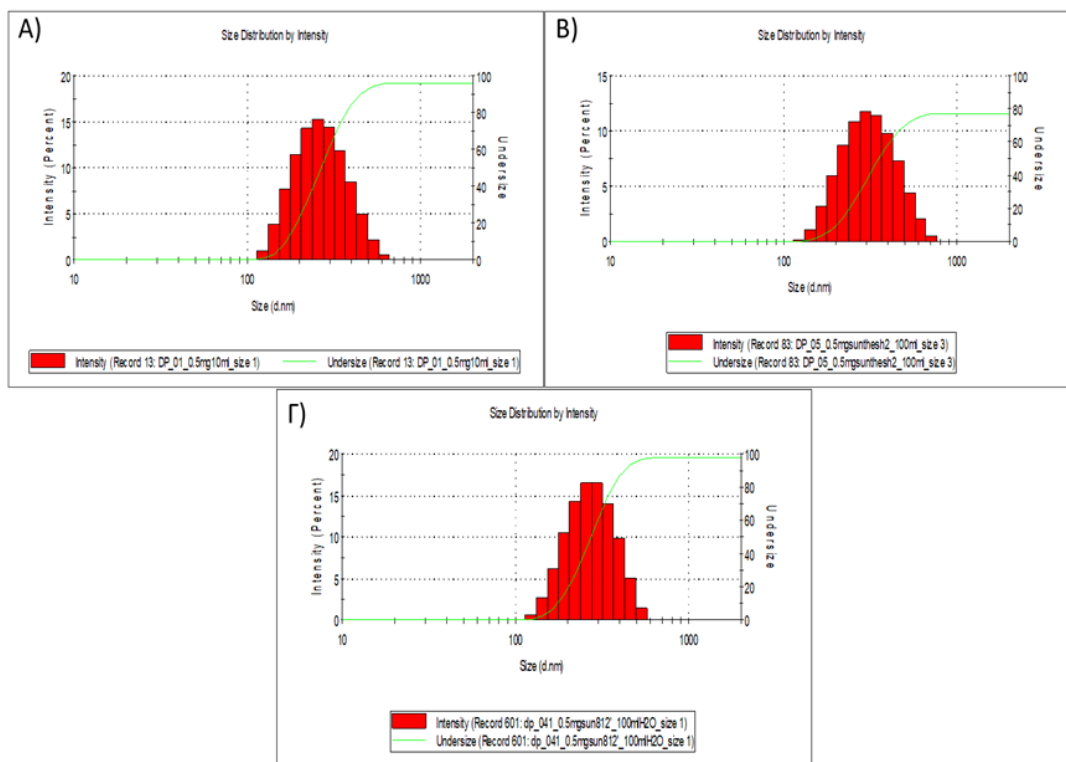 A)
Size Distribution by Intensity
Intensity (Percent)
20
15
10
5
0
100
80
60
40
20
0
Undersize
10
100
1000
Size (d.nm)
Intensity (Record 13: DP_01_0.5mg10ml_size 1)
Undersize (Record 13: DP_01_0.5mg10ml_size 1)
B)
Size Distribution by Intensity
Intensity (Percent)
15
10
5
0
100
80
60
40
20
0
Undersize
10
100
1000
Size (d.nm)
Intensity (Record 83: DP_05_0.5mgsunthesh2_100ml_size 3)
Undersize (Record 83: DP_05_0.5mgsunthesh2_100ml_size 3)
Γ)
Size Distribution by Intensity
Intensity (Percent)
20
15
10
5
0
100
80
60
40
20
0
Undersize
10
100
1000
Size (d.nm)
Intensity (Record 601: dp_041_0.5mgsun812'_100mlH2O_size 1)
Undersize (Record 601: dp_041_0.5mgsun812'_100mlH2O_size 1)